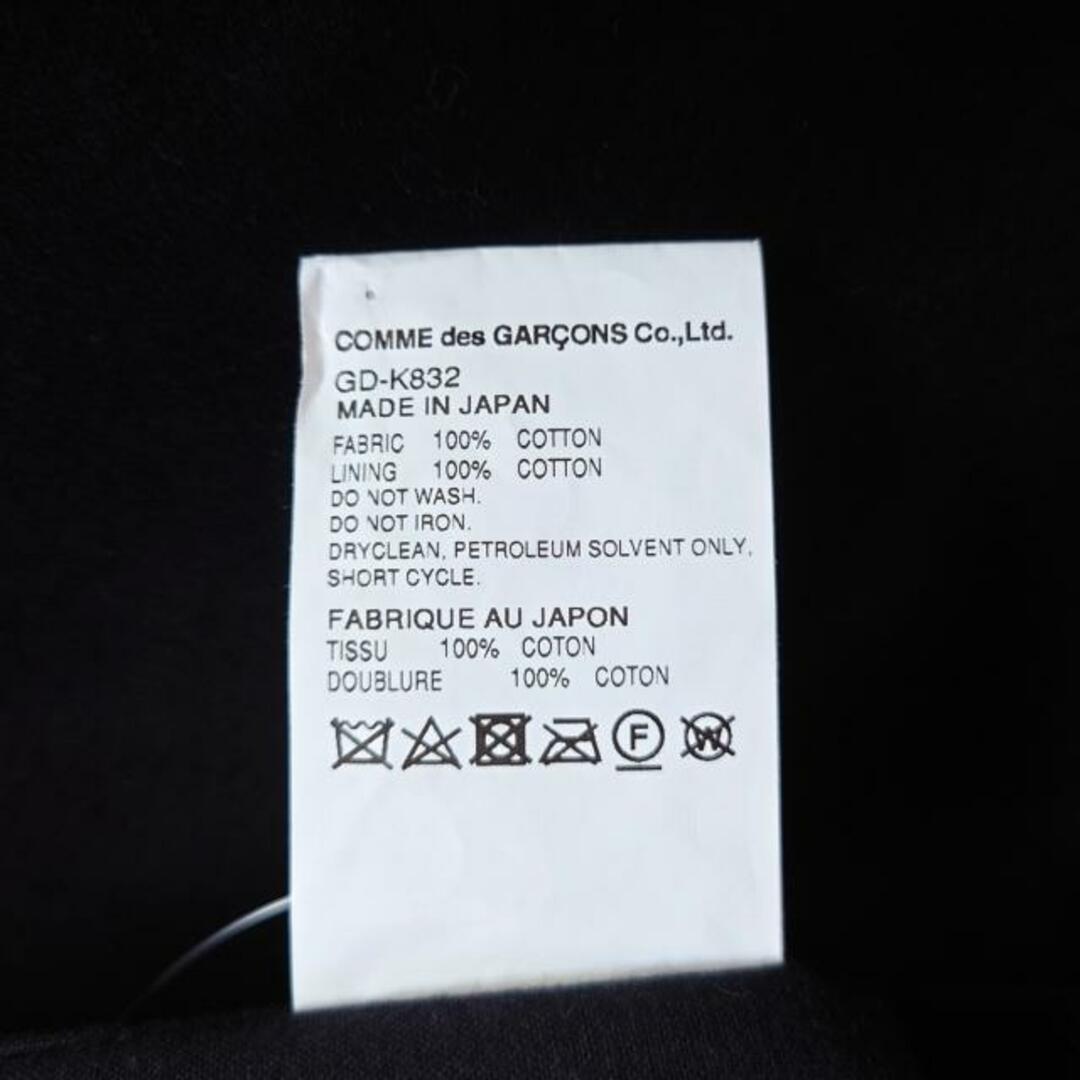 COMME des GARÇONS Co.,Ltd.
GD-K832
MADE IN JAPAN
FABRIC 100% COTTON
LINING 100% COTTON
DO NOT WASH.
DO NOT IRON.
DRYCLEAN, PETROLEUM SOLVENT ONLY,
SHORT CYCLE.
FABRIQUE AU JAPON
TISSU 100% COTON
DOUBLURE 100% COTON
F W